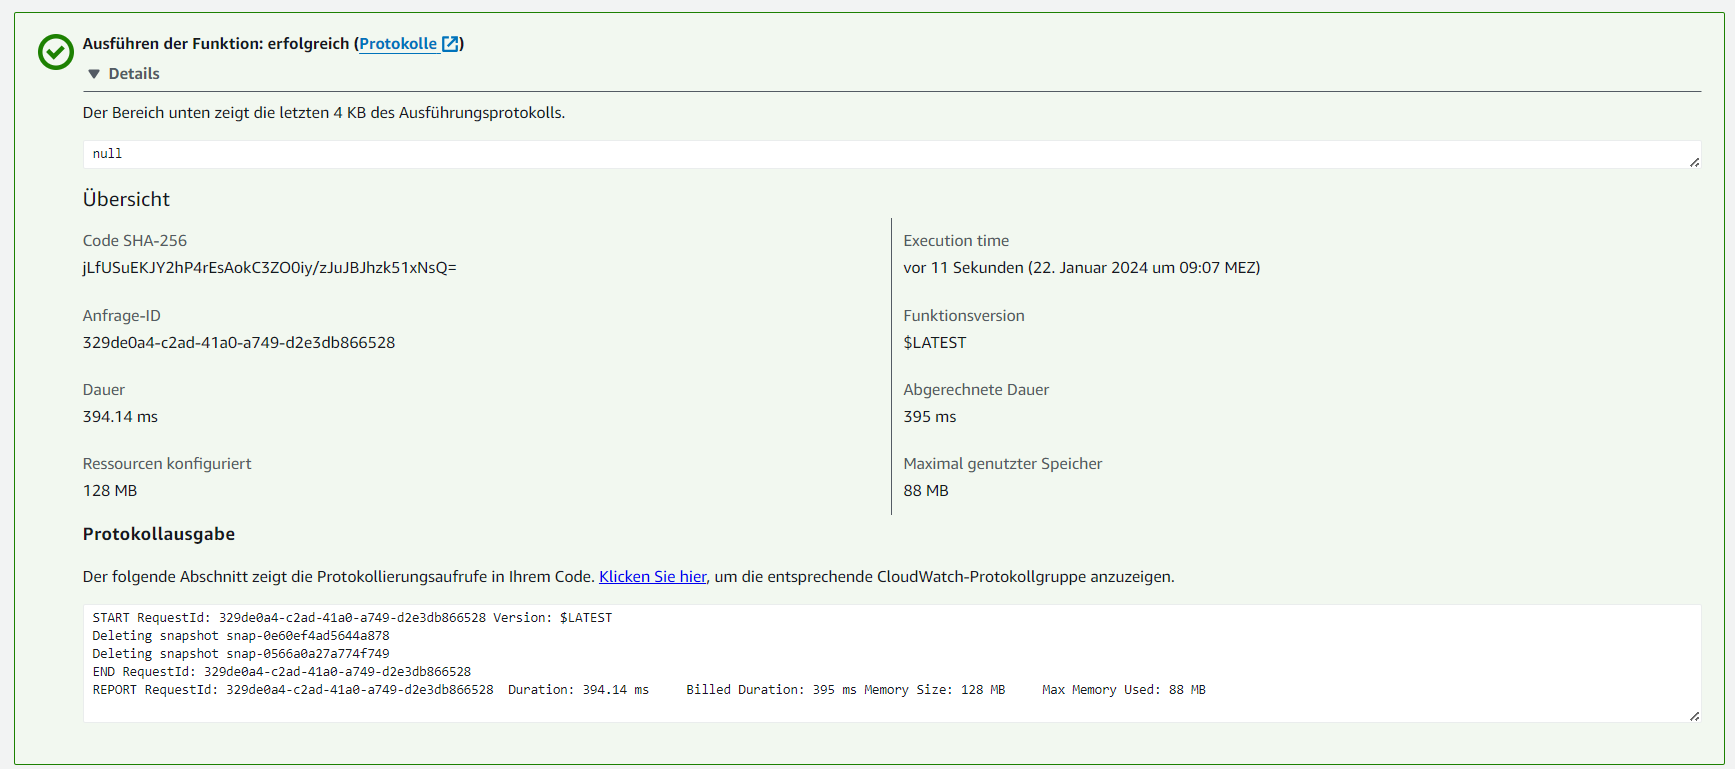 Ausführen der Funktion: erfolgreich (Protokolle)
Details
Der Bereich unten zeigt die letzten 4 KB des Ausführungsprotokolls.
null
Übersicht
Code SHA-256
jLfUSuEKJY2hP4rEsAokC3ZO0iy/zJuJBJhzk51xNsQ=
Execution time
vor 11 Sekunden (22. Januar 2024 um 09:07 MEZ)
Anfrage-ID
329de0a4-c2ad-41a0-a749-d2e3db866528
Funktionsversion
$LATEST
Dauer
394.14 ms
Abgerechnete Dauer
395 ms
Ressourcen konfiguriert
128 MB
Maximal genutzter Speicher
88 MB
Protokollausgabe
Der folgende Abschnitt zeigt die Protokollierungsaufrufe in Ihrem Code. Klicken Sie hier, um die entsprechende CloudWatch-Protokollgruppe anzuzeigen.
START RequestId: 329de0a4-c2ad-41a0-a749-d2e3db866528 Version: $LATEST
Deleting snapshot snap-0e60ef4ad5644a878
Deleting snapshot snap-0566a0a27a774f749
END RequestId: 329de0a4-c2ad-41a0-a749-d2e3db866528
REPORT RequestId: 329de0a4-c2ad-41a0-a749-d2e3db866528 Duration: 394.14 ms Billed Duration: 395 ms Memory Size: 128 MB Max Memory Used: 88 MB